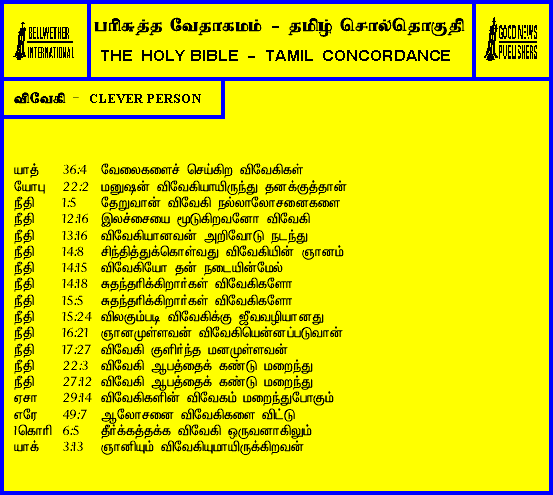 BELLWETHER
INTERNATIONAL
பரிசுத்த வேதாகமம் - தமிழ் சொல்தொகுதி
THE HOLY BIBLE - TAMIL CONCORDANCE
GOOD NEWS
PUBLISHERS
விவேகி - CLEVER PERSON
யாத் 36:4 வேலைகளைச் செய்கிற விவேகிகள்
யோபு 22:2 மனுஷன் விவேகியாயிருந்து தனக்குத்தான்
நீதி 1:5 தேறுவான் விவேகி நல்லாலோசனைகளை
நீதி 12:16 இலச்சையை மூடுகிறவனோ விவேகி
நீதி 13:16 விவேகியானவன் அறிவோடு நடந்து
நீதி 14:8 சிந்தித்துக்கொள்வது விவேகியின் ஞானம்
நீதி 14:15 விவேகியோ தன் நடையின்மேல்
நீதி 14:18 சுதந்தரிக்கிறார்கள் விவேகிகளோ
நீதி 15:5 சுதந்தரிக்கிறார்கள் விவேகிகளோ
நீதி 15:24 விலகும்படி விவேகிக்கு ஜீவவழியானது
நீதி 16:21 ஞானமுள்ளவன் விவேகியென்னப்படுவான்
நீதி 17:27 விவேகி குளிர்ந்த மனமுள்ளவன்
நீதி 22:3 விவேகி ஆபத்தைக் கண்டு மறைந்து
நீதி 27:12 விவேகி ஆபத்தைக் கண்டு மறைந்து
ஏசா 29:14 விவேகிகளின் விவேகம் மறைந்துபோகும்
எரே 49:7 ஆலோசனை விவேகிகளை விட்டு
1கொரி 6:5 தீர்க்கத்தக்க விவேகி ஒருவனாகிலும்
யாக் 3:13 ஞானியும் விவேகியுமாயிருக்கிறவன்